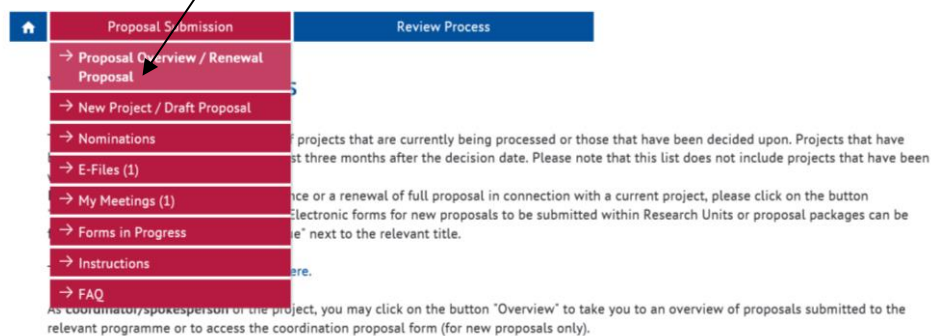 Proposal Submission
Review Process
→ Proposal Overview / Renewal
Proposal
→ New Project / Draft Proposal
→ Nominations
→ E-Files (1)
→ My Meetings (1)
→ Forms in Progress
→ Instructions
→ FAQ
s
f projects that are currently being processed or those that have been decided upon. Projects that have
st three months after the decision date. Please note that this list does not include projects that have been
nce or a renewal of full proposal in connection with a current project, please click on the button
Electronic forms for new proposals to be submitted within Research Units or proposal packages can be
ue" next to the relevant title.
ere.
As coordinator/spokesperson of the project, you may click on the button "Overview" to take you to an overview of proposals submitted to the
relevant programme or to access the coordination proposal form (for new proposals only).